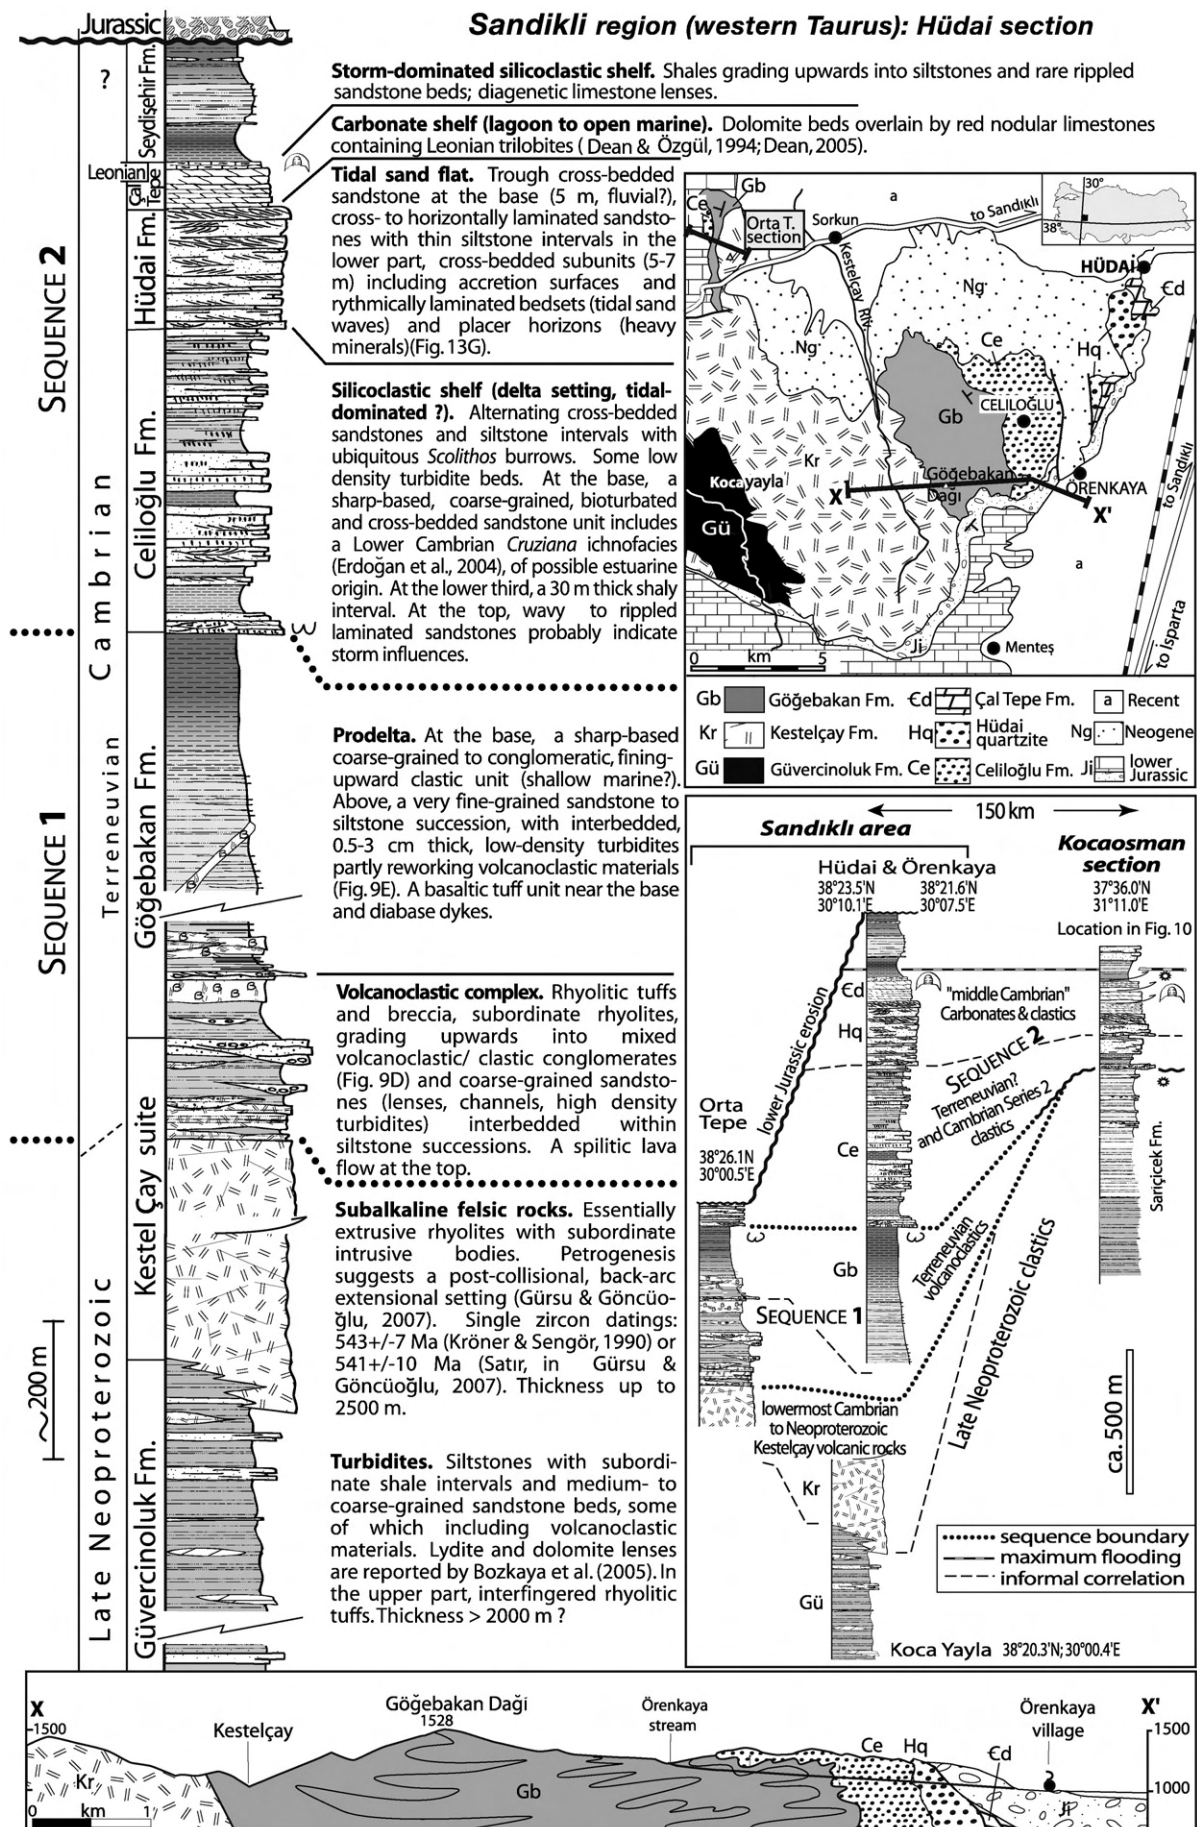 Sandikli region (western Taurus): Hüdai section
Jurassic
?
Seydişehir Fm.
Leonian
Çal Tepe
Hüdai Fm.
Celiloğlu Fm.
Göğebakan Fm.
Kestel Çay suite
Güvercinoluk Fm.
Cambrian
Terreneuvian
Late Neoproterozoic
SEQUENCE 2
SEQUENCE 1
~200 m
Storm-dominated silicoclastic shelf. Shales grading upwards into siltstones and rare rippled
sandstone beds; diagenetic limestone lenses.
Carbonate shelf (lagoon to open marine). Dolomite beds overlain by red nodular limestones
containing Leonian trilobites (Dean & Özgül, 1994; Dean, 2005).
Tidal sand flat. Trough cross-bedded
sandstone at the base (5 m, fluvial?),
cross- to horizontally laminated sandsto-
nes with thin siltstone intervals in the
lower part, cross-bedded subunits (5-7
m) including accretion surfaces and
rythmically laminated bedsets (tidal sand
waves) and placer horizons (heavy
minerals)(Fig. 13G).
Silicoclastic shelf (delta setting, tidal-
dominated ?). Alternating cross-bedded
sandstones and siltstone intervals with
ubiquitous Scolithos burrows. Some low
density turbidite beds. At the base, a
sharp-based, coarse-grained, bioturbated
and cross-bedded sandstone unit includes
a Lower Cambrian Cruziana ichnofacies
(Erdoğan et al., 2004), of possible estuarine
origin. At the lower third, a 30 m thick shaly
interval. At the top, wavy to rippled
laminated sandstones probably indicate
storm influences.
Prodelta. At the base, a sharp-based
coarse-grained to conglomeratic, fining-
upward clastic unit (shallow marine?).
Above, a very fine-grained sandstone to
siltstone succession, with interbedded,
0.5-3 cm thick, low-density turbidites
partly reworking volcanoclastic materials
(Fig. 9E). A basaltic tuff unit near the base
and diabase dykes.
Volcanoclastic complex. Rhyolitic tuffs
and breccia, subordinate rhyolites,
grading upwards into mixed
volcanoclastic/ clastic conglomerates
(Fig. 9D) and coarse-grained sandsto-
nes (lenses, channels, high density
turbidites) interbedded within
siltstone successions. A spilitic lava
flow at the top.
Subalkaline felsic rocks. Essentially
extrusive rhyolites with subordinate
intrusive bodies. Petrogenesis
suggests a post-collisional, back-arc
extensional setting (Gürsu & Göncüo-
ğlu, 2007). Single zircon datings:
543+/-7 Ma (Kröner & Sengör, 1990) or
541+/-10 Ma (Satır, in Gürsu &
Göncüoğlu, 2007). Thickness up to
2500 m.
Turbidites. Siltstones with subordi-
nate shale intervals and medium- to
coarse-grained sandstone beds, some
of which including volcanoclastic
materials. Lydite and dolomite lenses
are reported by Bozkaya et al. (2005). In
the upper part, interfingered rhyolitic
tuffs. Thickness > 2000 m ?
Gb
Ce
Orta T.
section
Sorkun
a
to Sandıklı
30°
38°
HÜDAİ
Kestelçay Riv.
Ng
Єd
Ng
Ce
Hq
Gb
CELILOĞLU
Kr
Kocayayla
Gü
X
Göğebakan
Dağı
ÖRENKAYA
X'
to Sandıklı
a
Ji
Menteş
to İsparta
0 km 5
Gb Göğebakan Fm. Єd Çal Tepe Fm. a Recent
Kr Kestelçay Fm. Hq Hüdai quartzite Ng Neogene
Gü Güvercinoluk Fm. Ce Celiloğlu Fm. Ji lower Jurassic
150 km
Sandıklı area
Kocaosman
section
Hüdai & Örenkaya
38°23.5'N 38°21.6'N
30°10.1'E 30°07.5'E
37°36.0'N
31°11.0'E
Location in Fig. 10
lower Jurassic erosion
Єd
"middle Cambrian"
Carbonates & clastics
Hq
SEQUENCE 2
Terreneuvian?
and Cambrian Series 2
clastics
Orta
Tepe
38°26.1N
30°00.5'E
Ce
Sariçicek Fm.
Terreneuvian
volcanoclastics
Gb
SEQUENCE 1
Late Neoproterozoic clastics
lowermost Cambrian
to Neoproterozoic
Kestelçay volcanic rocks
Kr
ca. 500 m
sequence boundary
maximum flooding
informal correlation
Gü
Koca Yayla 38°20.3'N; 30°00.4'E
X
1500
Kestelçay
Göğebakan Daği
1528
Örenkaya
stream
Örenkaya
village
X'
1500
Kr
Gb
Ce
Hq
Єd
Ji
1000
0 km 1